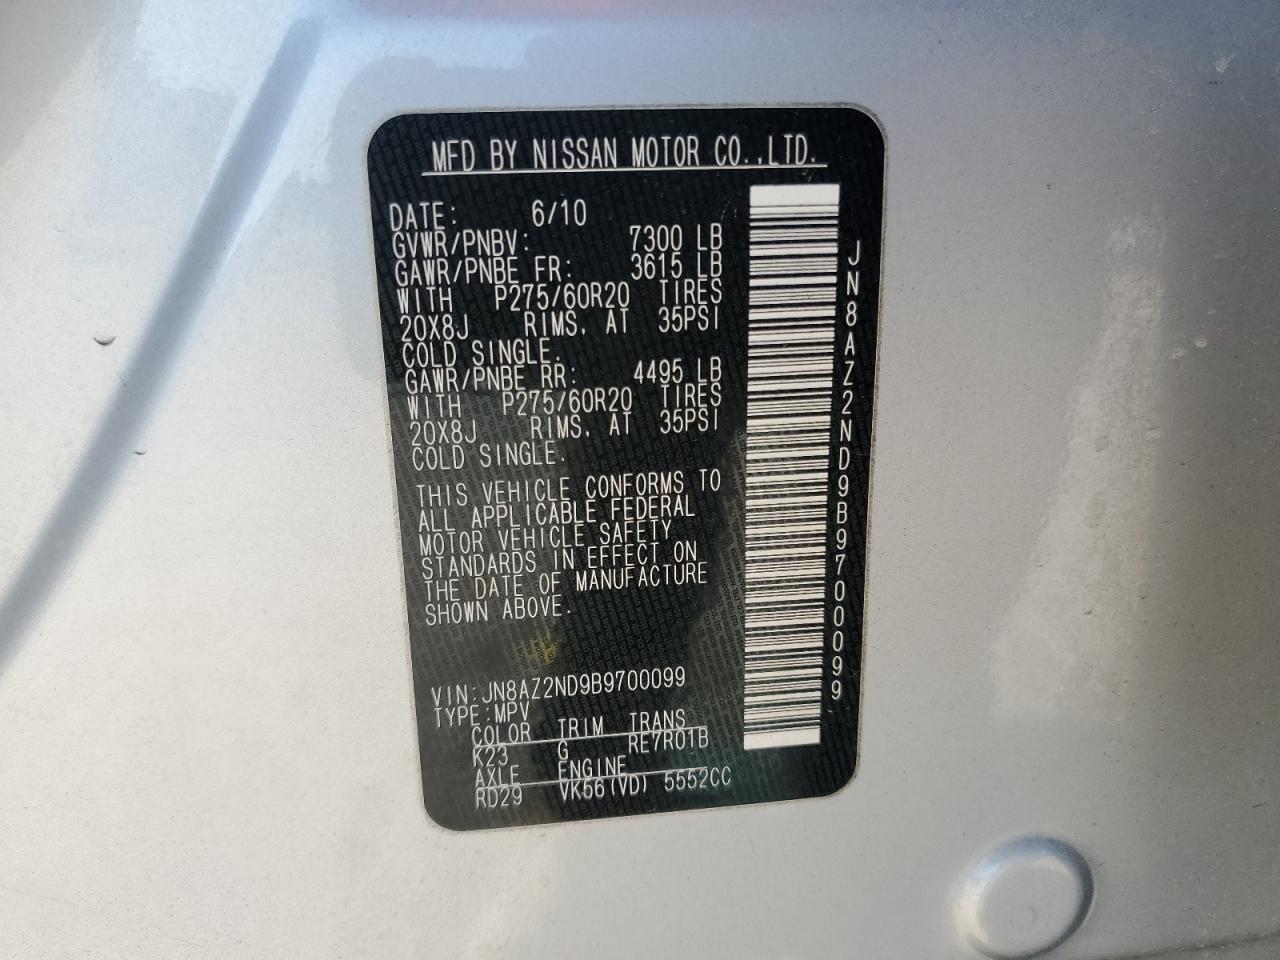 MFD BY NISSAN MOTOR CO.,LTD.
DATE: 6/10
GVWR/PNBV: 7300 LB
GAWR/PNBE FR: 3615 LB
WITH P275/60R20 TIRES
20X8J RIMS, AT 35PSI
COLD SINGLE.
GAWR/PNBE RR: 4495 LB
WITH P275/60R20 TIRES
20X8J RIMS, AT 35PSI
COLD SINGLE.
THIS VEHICLE CONFORMS TO
ALL APPLICABLE FEDERAL
MOTOR VEHICLE SAFETY
STANDARDS IN EFFECT ON
THE DATE OF MANUFACTURE
SHOWN ABOVE.
VIN:JN8AZ2ND9B9700099
TYPE:MPV
COLOR TRIM TRANS
K23 G RE7R01B
AXLE ENGINE
RD29 VK56(VD) 5552CC
JN8AZ2ND9B9700099